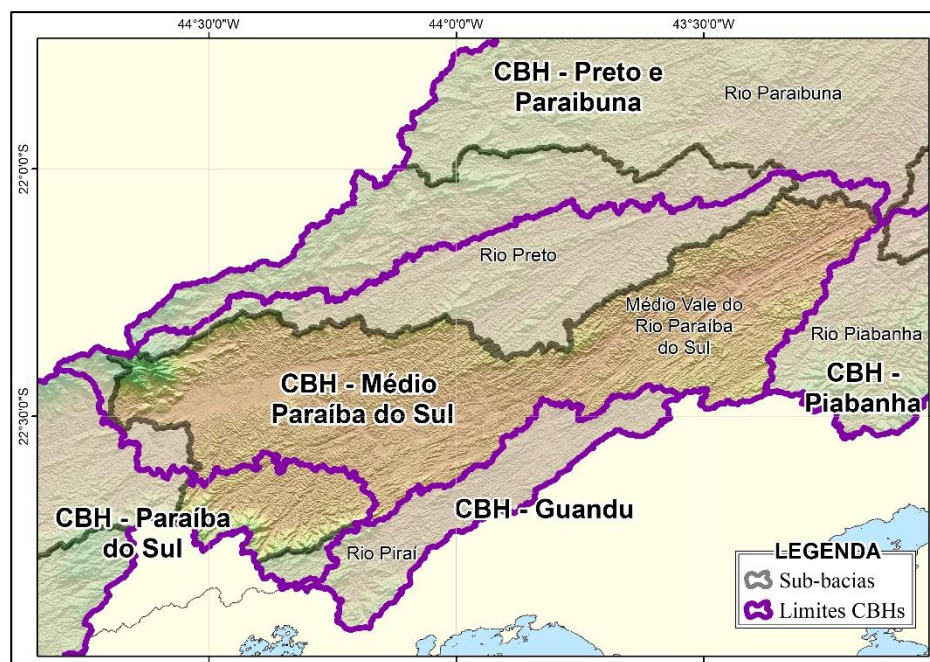 44°30'0"W
44°0'0"W
43°30'0"W
CBH - Preto e
Paraibuna
Rio Paraibuna
22°0'0"S
Rio Preto
Médio Vale do
Rio Paraíba
do Sul
Rio Piabanha
CBH - Médio
Paraíba do Sul
CBH -
Piabanha
22°30'0"S
CBH - Paraíba
do Sul
CBH - Guandu
Rio Piraí
LEGENDA
Sub-bacias
Limites CBHs